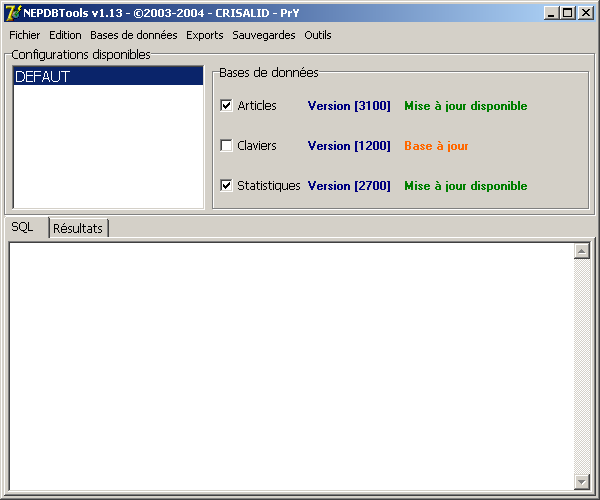 NEPDBTools v1.13 - ©2003-2004 - CRISALID - PrY
Fichier Edition Bases de données Exports Sauvegardes Outils
Configurations disponibles
DEFAUT
Bases de données
Articles Version [3100] Mise à jour disponible
Claviers Version [1200] Base à jour
Statistiques Version [2700] Mise à jour disponible
SQL Résultats